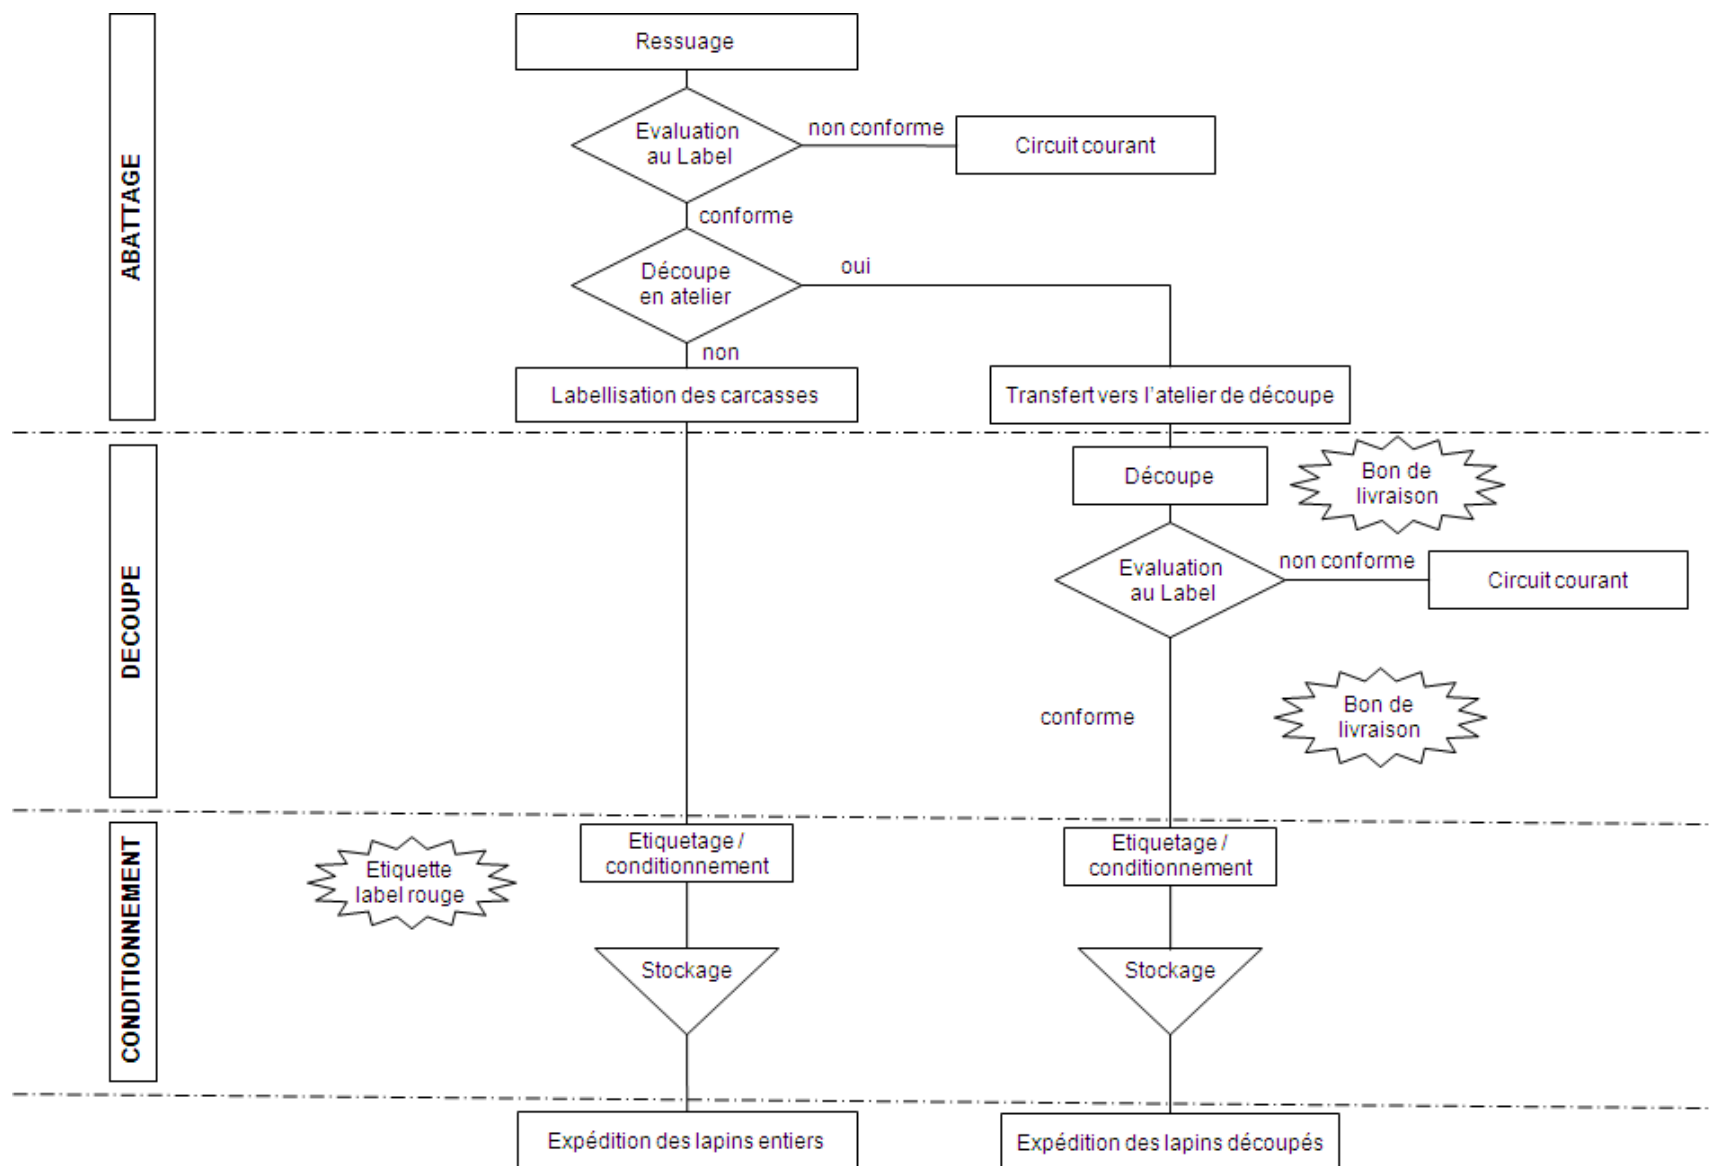 ABATTAGE
Ressuage
Evaluation
au Label
non conforme
Circuit courant
conforme
Découpe
en atelier
oui
non
Labellisation des carcasses
Transfert vers l'atelier de découpe
DECOUPE
Découpe
Bon de
livraison
Evaluation
au Label
non conforme
Circuit courant
conforme
Bon de
livraison
CONDITIONNEMENT
Etiquette
label rouge
Etiquetage /
conditionnement
Etiquetage /
conditionnement
Stockage
Stockage
Expédition des lapins entiers
Expédition des lapins découpés